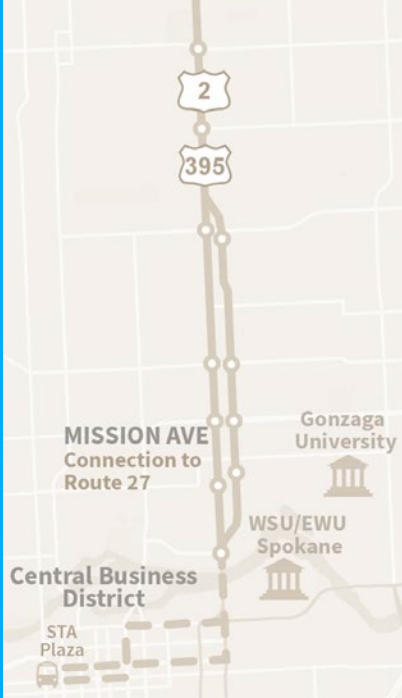 2
395
MISSION AVE
Connection to
Route 27
Gonzaga
University
WSU/EWU
Spokane
Central Business
District
STA
Plaza